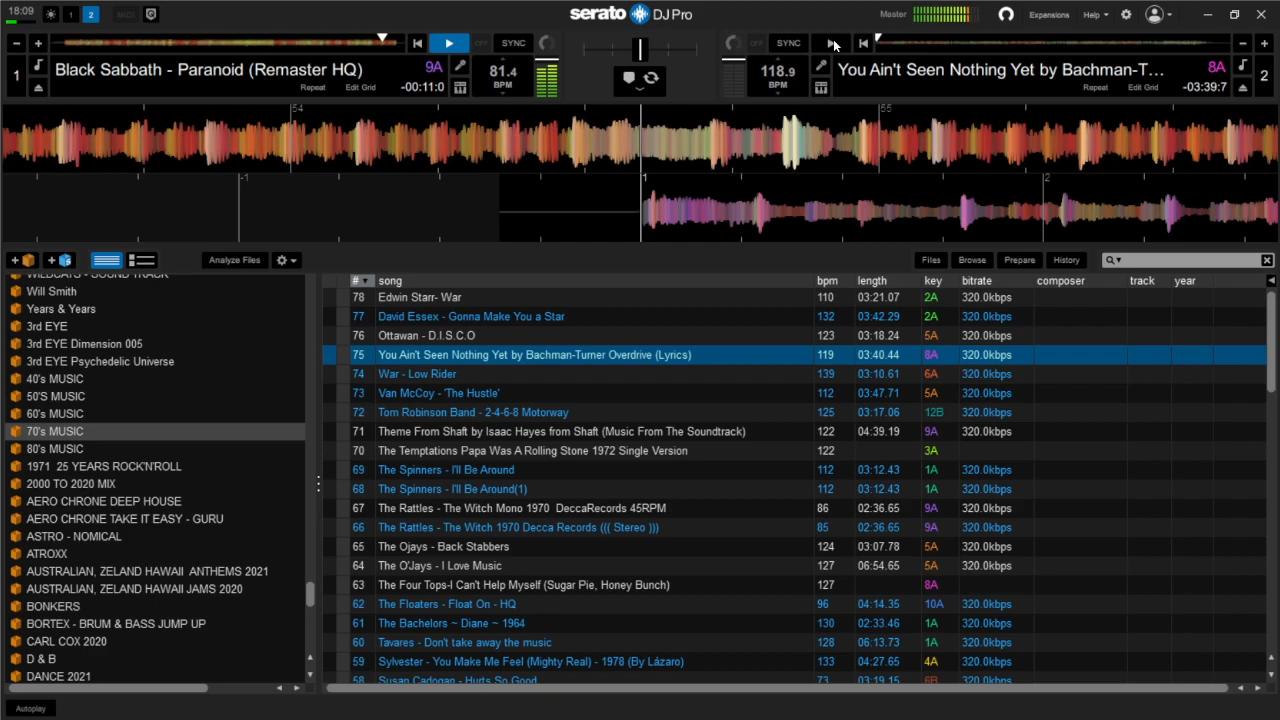 18:09
1
2
MIDI
serato DJ Pro
Master
Expansions
Help
SYNC
OFF
1
Black Sabbath - Paranoid (Remaster HQ)
9A
Repeat
Edit Grid
-00:11:0
81.4
BPM
OFF
SYNC
118.9
BPM
You Ain't Seen Nothing Yet by Bachman-T...
8A
Repeat
Edit Grid
-03:39:7
2
54
55
-1
1
2
Analyze Files
Files
Browse
Prepare
History
WILDCATS - SOUND TRACK
Will Smith
Years & Years
3rd EYE
3rd EYE Dimension 005
3rd EYE Psychedelic Universe
40's MUSIC
50'S MUSIC
60's MUSIC
70's MUSIC
80's MUSIC
1971 25 YEARS ROCK'N'ROLL
2000 TO 2020 MIX
AERO CHRONE DEEP HOUSE
AERO CHRONE TAKE IT EASY - GURU
ASTRO - NOMICAL
ATROXX
AUSTRALIAN, ZELAND HAWAII ANTHEMS 2021
AUSTRALIAN, ZELAND HAWAII JAMS 2020
BONKERS
BORTEX - BRUM & BASS JUMP UP
CARL COX 2020
D & B
DANCE 2021
# song bpm length key bitrate composer track year
78 Edwin Starr- War 110 03:21.07 2A 320.0kbps
77 David Essex - Gonna Make You a Star 132 03:42.29 2A 320.0kbps
76 Ottawan - D.I.S.C.O 123 03:18.24 5A 320.0kbps
75 You Ain't Seen Nothing Yet by Bachman-Turner Overdrive (Lyrics) 119 03:40.44 8A 320.0kbps
74 War - Low Rider 139 03:10.61 6A 320.0kbps
73 Van McCoy - 'The Hustle' 112 03:47.71 5A 320.0kbps
72 Tom Robinson Band - 2-4-6-8 Motorway 125 03:17.06 12B 320.0kbps
71 Theme From Shaft by Isaac Hayes from Shaft (Music From The Soundtrack) 122 04:39.19 9A 320.0kbps
70 The Temptations Papa Was A Rolling Stone 1972 Single Version 122 3A
69 The Spinners - I'll Be Around 112 03:12.43 1A 320.0kbps
68 The Spinners - I'll Be Around(1) 112 03:12.43 1A 320.0kbps
67 The Rattles - The Witch Mono 1970 DeccaRecords 45RPM 86 02:36.65 9A 320.0kbps
66 The Rattles - The Witch 1970 Decca Records ((( Stereo ))) 85 02:36.65 9A 320.0kbps
65 The Ojays - Back Stabbers 124 03:07.78 5A 320.0kbps
64 The O'Jays - I Love Music 127 06:54.65 5A 320.0kbps
63 The Four Tops-I Can't Help Myself (Sugar Pie, Honey Bunch) 127 8A
62 The Floaters - Float On - HQ 96 04:14.35 10A 320.0kbps
61 The Bachelors ~ Diane ~ 1964 130 02:33.46 1A 320.0kbps
60 Tavares - Don't take away the music 128 06:13.73 1A 320.0kbps
59 Sylvester - You Make Me Feel (Mighty Real) - 1978 (By Lázaro) 133 04:27.65 4A 320.0kbps
58 Susan Cadogan - Hurts So Good 73 03:19.15 6B 320.0kbps
Autoplay